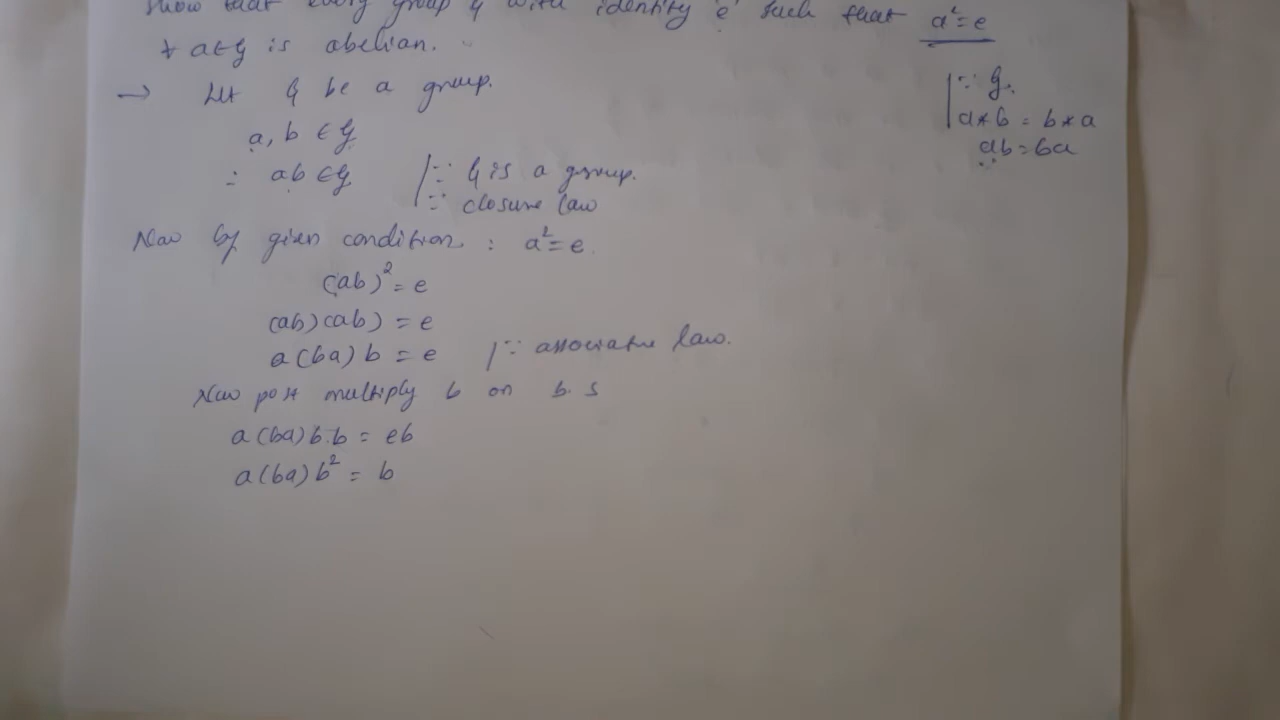 Show that every group G with identity e such that a² = e
∀ a∈G is abelian.
→ Let G be a group.
a, b ∈ G
∴ ab ∈ G | ∵ G is a group.
∵ closure law
Now by given condition : a² = e.
(ab)² = e
(ab)(ab) = e
a(ba)b = e | ∵ associative law.
Now post multiply b on b.s
a(ba)b.b = eb
a(ba)b² = b
| ∵ G.
a*b = b*a
ab = ba